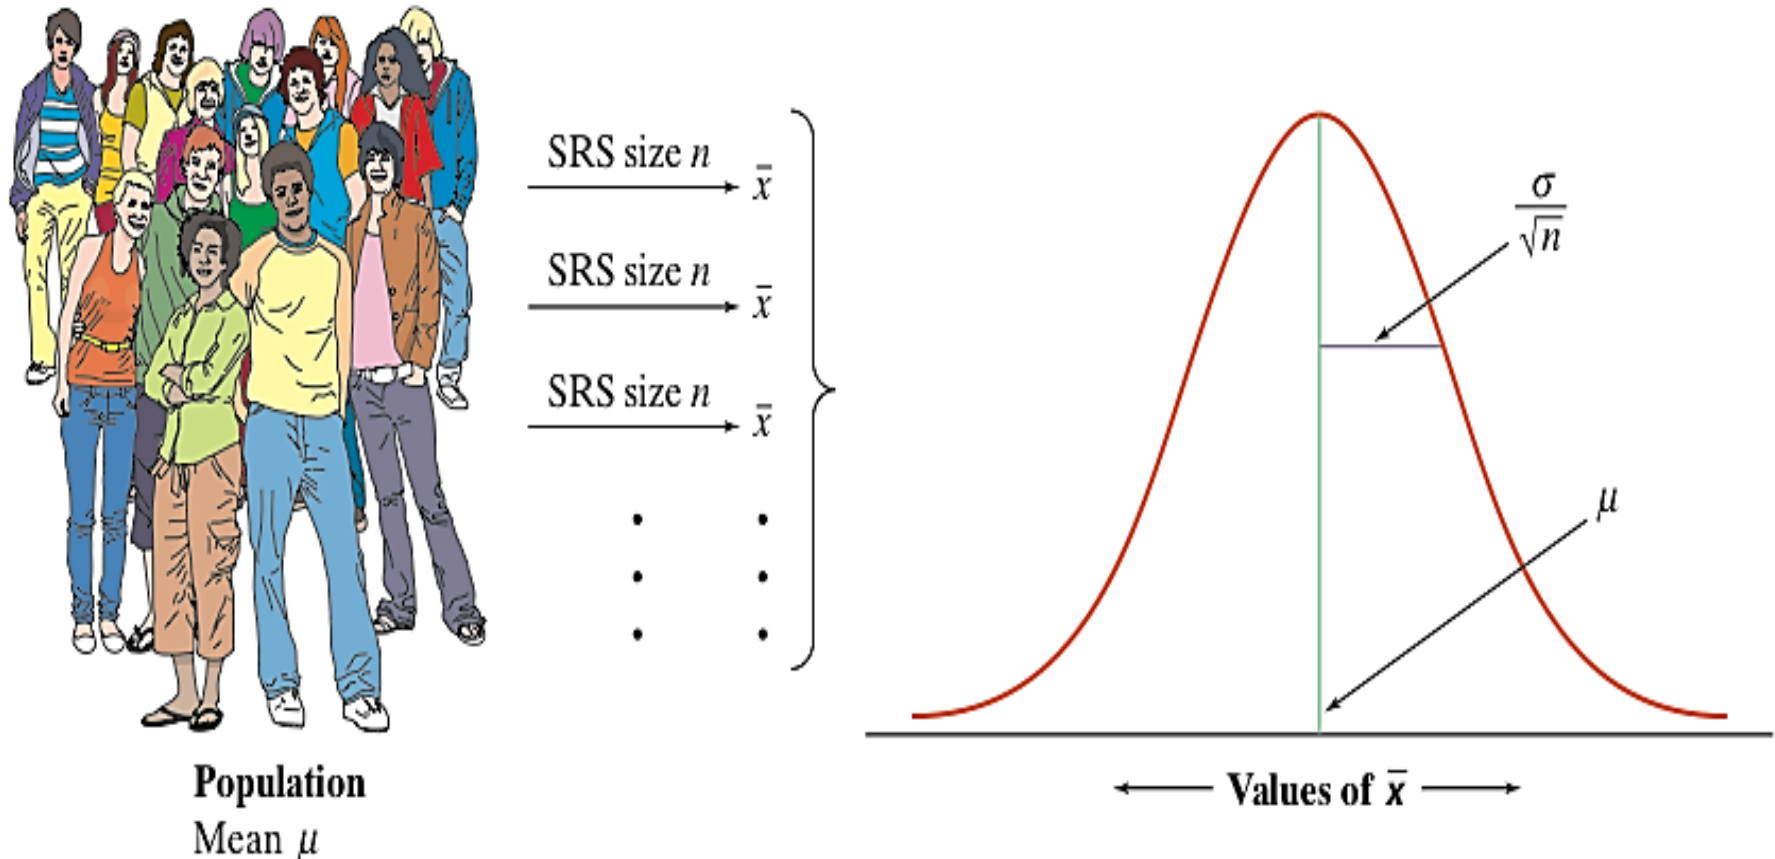 SRS size n
x̄
SRS size n
x̄
SRS size n
x̄
σ
√n
μ
Population
Mean μ
Values of x̄